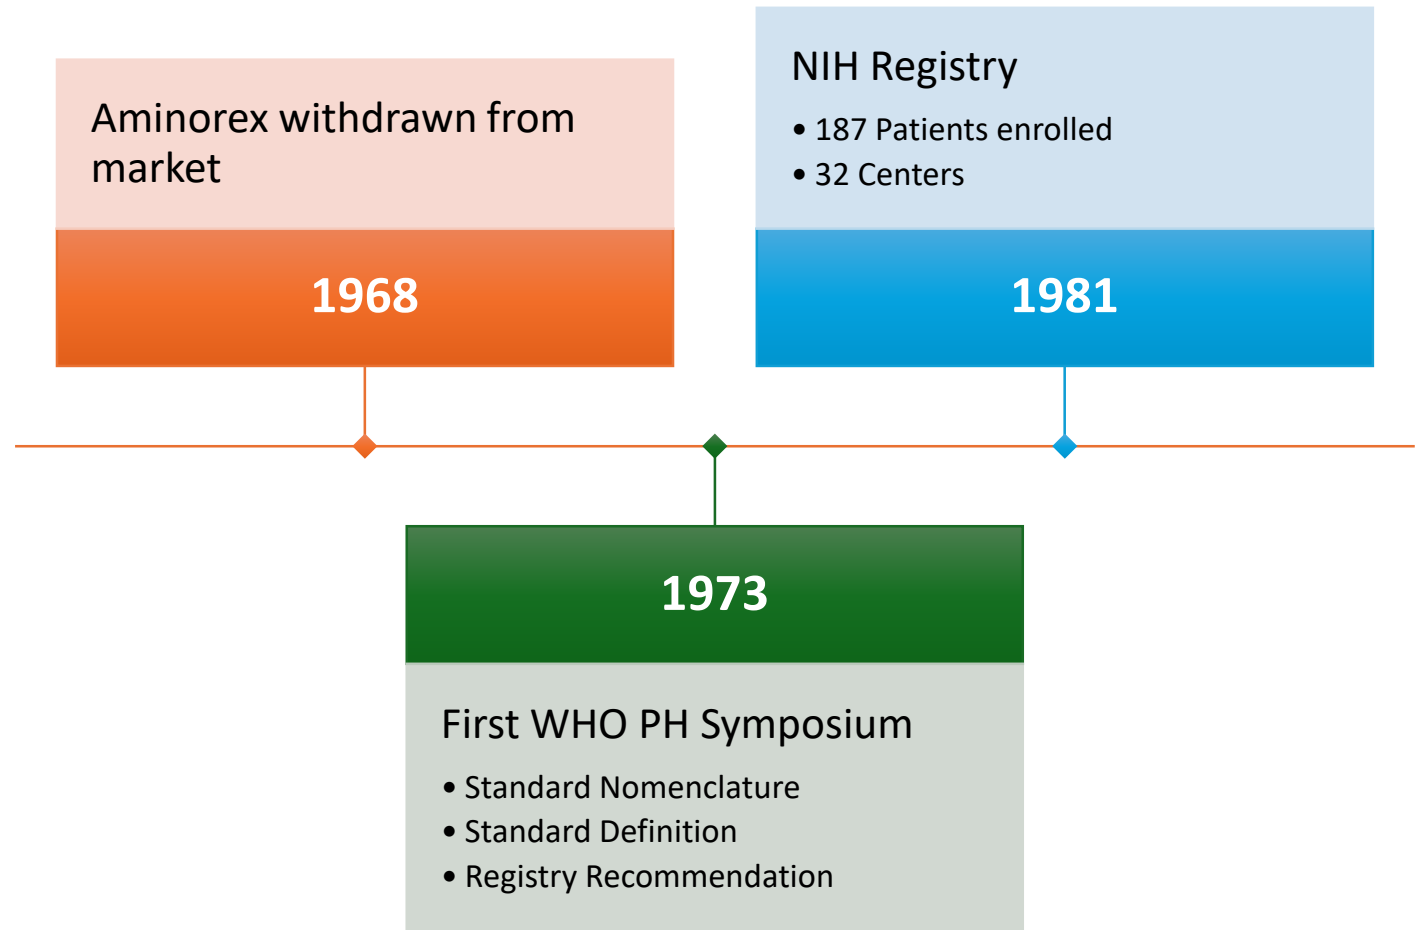 Aminorex withdrawn from
market
1968
NIH Registry
• 187 Patients enrolled
• 32 Centers
1981
1973
First WHO PH Symposium
• Standard Nomenclature
• Standard Definition
• Registry Recommendation